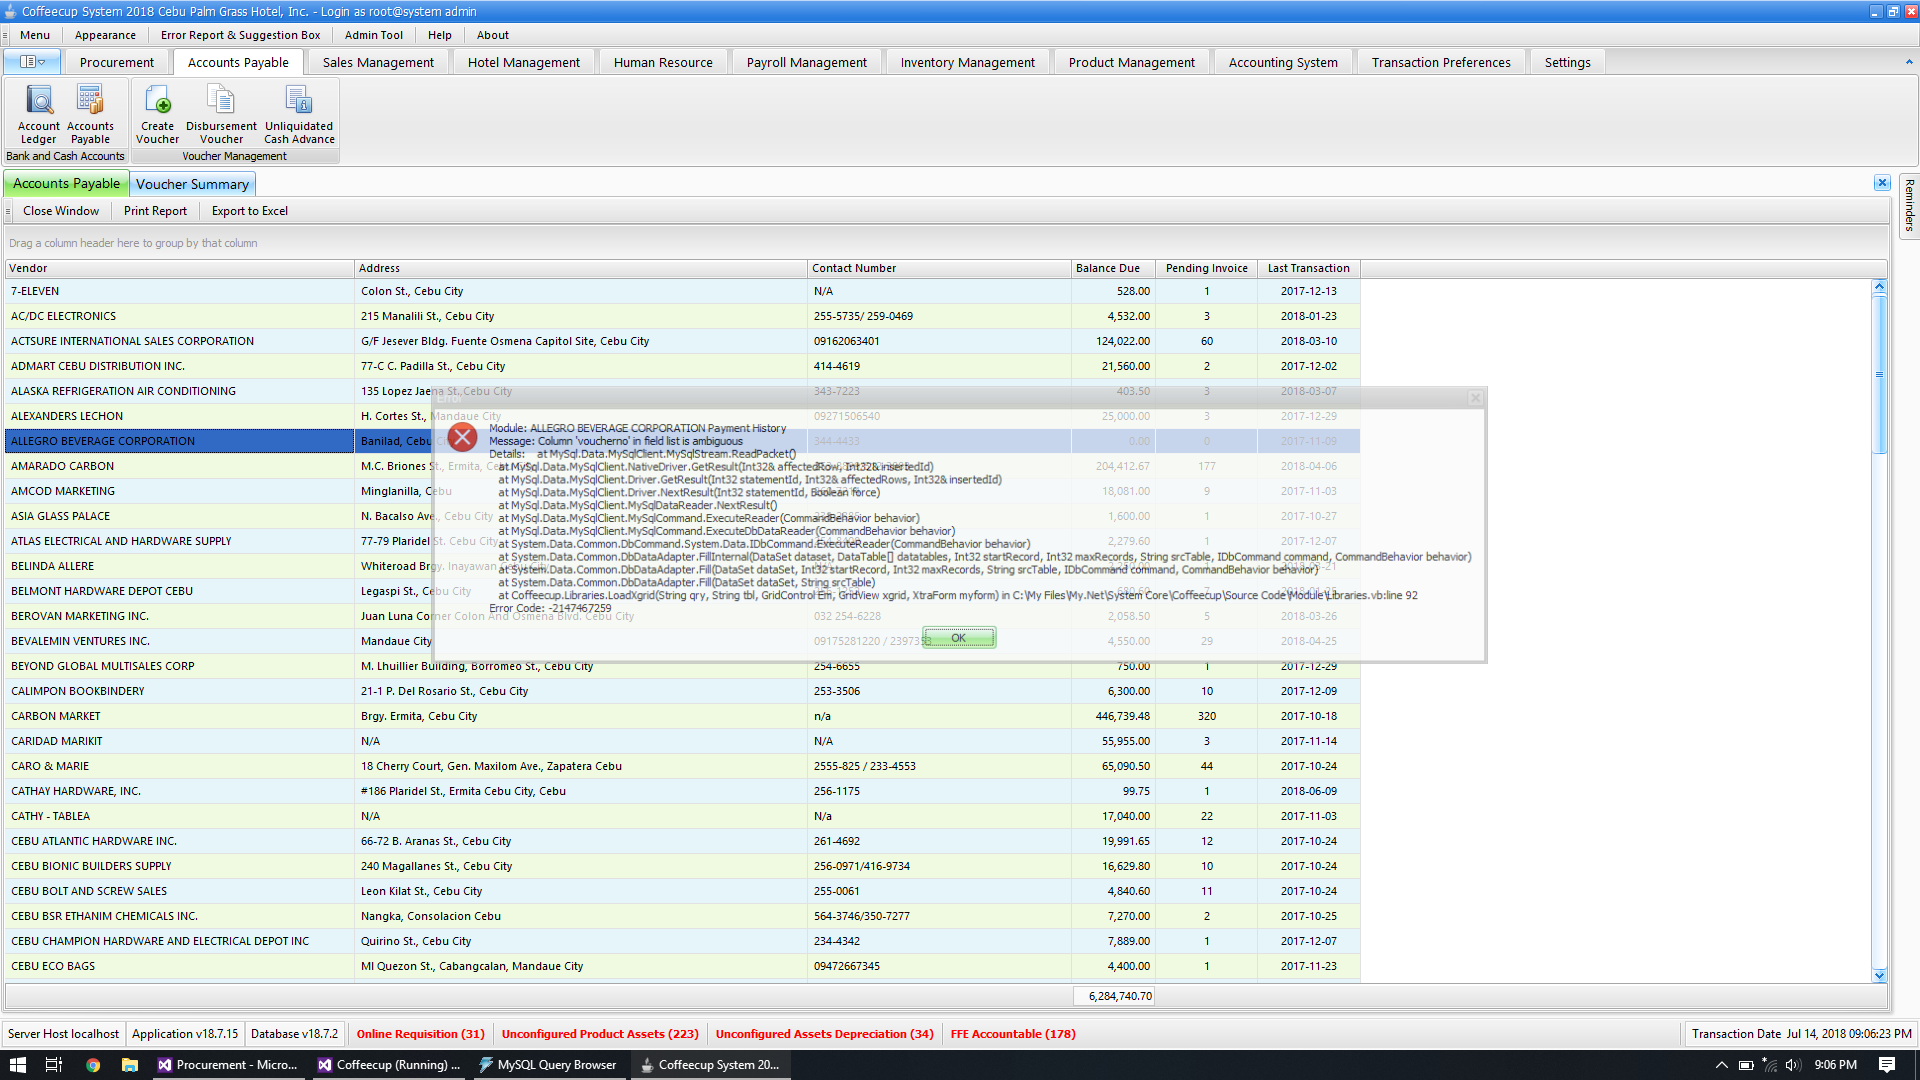 Coffeecup System 2018 Cebu Palm Grass Hotel, Inc. - Login as root@system admin
Menu Appearance Error Report & Suggestion Box Admin Tool Help About
Procurement Accounts Payable Sales Management Hotel Management Human Resource Payroll Management Inventory Management Product Management Accounting System Transaction Preferences Settings
Account Ledger Accounts Payable Create Voucher Disbursement Voucher Unliquidated Cash Advance
Bank and Cash Accounts Voucher Management
Accounts Payable Voucher Summary
Reminders
Close Window Print Report Export to Excel
Drag a column header here to group by that column
Vendor Address Contact Number Balance Due Pending Invoice Last Transaction
7-ELEVEN Colon St., Cebu City N/A 528.00 1 2017-12-13
AC/DC ELECTRONICS 215 Manalili St., Cebu City 255-5735/ 259-0469 4,532.00 3 2018-01-23
ACTSURE INTERNATIONAL SALES CORPORATION G/F Jesever Bldg. Fuente Osmena Capitol Site, Cebu City 09162063401 124,022.00 60 2018-03-10
ADMART CEBU DISTRIBUTION INC. 77-C C. Padilla St., Cebu City 414-4619 21,560.00 2 2017-12-02
ALASKA REFRIGERATION AIR CONDITIONING 135 Lopez Jaena St.,Cebu City 343-7223 403.50 3 2018-03-07
ALEXANDERS LECHON H. Cortes St., Mandaue City 09271506540 25,000.00 3 2017-12-29
ALLEGRO BEVERAGE CORPORATION Banilad, Cebu 344-4433 0.00 0 2017-11-09
AMARADO CARBON M.C. Briones St., Ermita, 204,412.67 177 2018-04-06
AMCOD MARKETING Minglanilla, Cebu 18,081.00 9 2017-11-03
ASIA GLASS PALACE N. Bacalso Ave., Cebu City 1,600.00 1 2017-10-27
ATLAS ELECTRICAL AND HARDWARE SUPPLY 77-79 Plaridel St., Cebu City 2,279.60 1 2017-12-07
BELINDA ALLERE Whiteroad Brgy. Inayawan
BELMONT HARDWARE DEPOT CEBU Legaspi St., Cebu City
BEROVAN MARKETING INC. Juan Luna Corner Colon And Osmena Blvd. Cebu City 032 254-6228 2,058.50 5 2018-03-26
BEVALEMIN VENTURES INC. Mandaue City 09175281220 / 2397353 4,550.00 29 2018-04-25
BEYOND GLOBAL MULTISALES CORP M. Lhuillier Building, Borromeo St., Cebu City 254-6655 750.00 1 2017-12-29
CALIMPON BOOKBINDERY 21-1 P. Del Rosario St., Cebu City 253-3506 6,300.00 10 2017-12-09
CARBON MARKET Brgy. Ermita, Cebu City n/a 446,739.48 320 2017-10-18
CARIDAD MARIKIT N/A N/A 55,955.00 3 2017-11-14
CARO & MARIE 18 Cherry Court, Gen. Maxilom Ave., Zapatera Cebu 2555-825 / 233-4553 65,090.50 44 2017-10-24
CATHAY HARDWARE, INC. #186 Plaridel St., Ermita Cebu City, Cebu 256-1175 99.75 1 2018-06-09
CATHY - TABLEA N/A N/a 17,040.00 22 2017-11-03
CEBU ATLANTIC HARDWARE INC. 66-72 B. Aranas St., Cebu City 261-4692 19,991.65 12 2017-10-24
CEBU BIONIC BUILDERS SUPPLY 240 Magallanes St., Cebu City 256-0971/416-9734 16,629.80 10 2017-10-24
CEBU BOLT AND SCREW SALES Leon Kilat St., Cebu City 255-0061 4,840.60 11 2017-10-24
CEBU BSR ETHANIM CHEMICALS INC. Nangka, Consolacion Cebu 564-3746/350-7277 7,270.00 2 2017-10-25
CEBU CHAMPION HARDWARE AND ELECTRICAL DEPOT INC Quirino St., Cebu City 234-4342 7,889.00 1 2017-12-07
CEBU ECO BAGS MI Quezon St., Cabangcalan, Mandaue City 09472667345 4,400.00 1 2017-11-23
6,284,740.70
Error
Module: ALLEGRO BEVERAGE CORPORATION Payment History
Message: Column 'voucherno' in field list is ambiguous
Details: at MySql.Data.MySqlClient.MySqlStream.ReadPacket()
at MySql.Data.MySqlClient.NativeDriver.GetResult(Int32& affectedRow, Int32& insertedId)
at MySql.Data.MySqlClient.Driver.GetResult(Int32 statementId, Int32& affectedRows, Int32& insertedId)
at MySql.Data.MySqlClient.Driver.NextResult(Int32 statementId, Boolean force)
at MySql.Data.MySqlClient.MySqlDataReader.NextResult()
at MySql.Data.MySqlClient.MySqlCommand.ExecuteReader(CommandBehavior behavior)
at MySql.Data.MySqlClient.MySqlCommand.ExecuteDbDataReader(CommandBehavior behavior)
at System.Data.Common.DbCommand.System.Data.IDbCommand.ExecuteReader(CommandBehavior behavior)
at System.Data.Common.DbDataAdapter.FillInternal(DataSet dataset, DataTable[] datatables, Int32 startRecord, Int32 maxRecords, String srcTable, IDbCommand command, CommandBehavior behavior)
at System.Data.Common.DbDataAdapter.Fill(DataSet dataSet, Int32 startRecord, Int32 maxRecords, String srcTable, IDbCommand command, CommandBehavior behavior)
at System.Data.Common.DbDataAdapter.Fill(DataSet dataSet, String srcTable)
at Coffeecup.Libraries.LoadXgrid(String qry, String tbl, GridControl Em, GridView xgrid, XtraForm myform) in C:\My Files\My.Net\System Core\Coffeecup\Source Code\Module\Libraries.vb:line 92
Error Code: -2147467259
OK
Server Host localhost Application v18.7.15 Database v18.7.2 Online Requisition (31) Unconfigured Product Assets (223) Unconfigured Assets Depreciation (34) FFE Accountable (178) Transaction Date Jul 14, 2018 09:06:23 PM
Procurement - Micro... Coffeecup (Running) ... MySQL Query Browser Coffeecup System 20... 9:06 PM